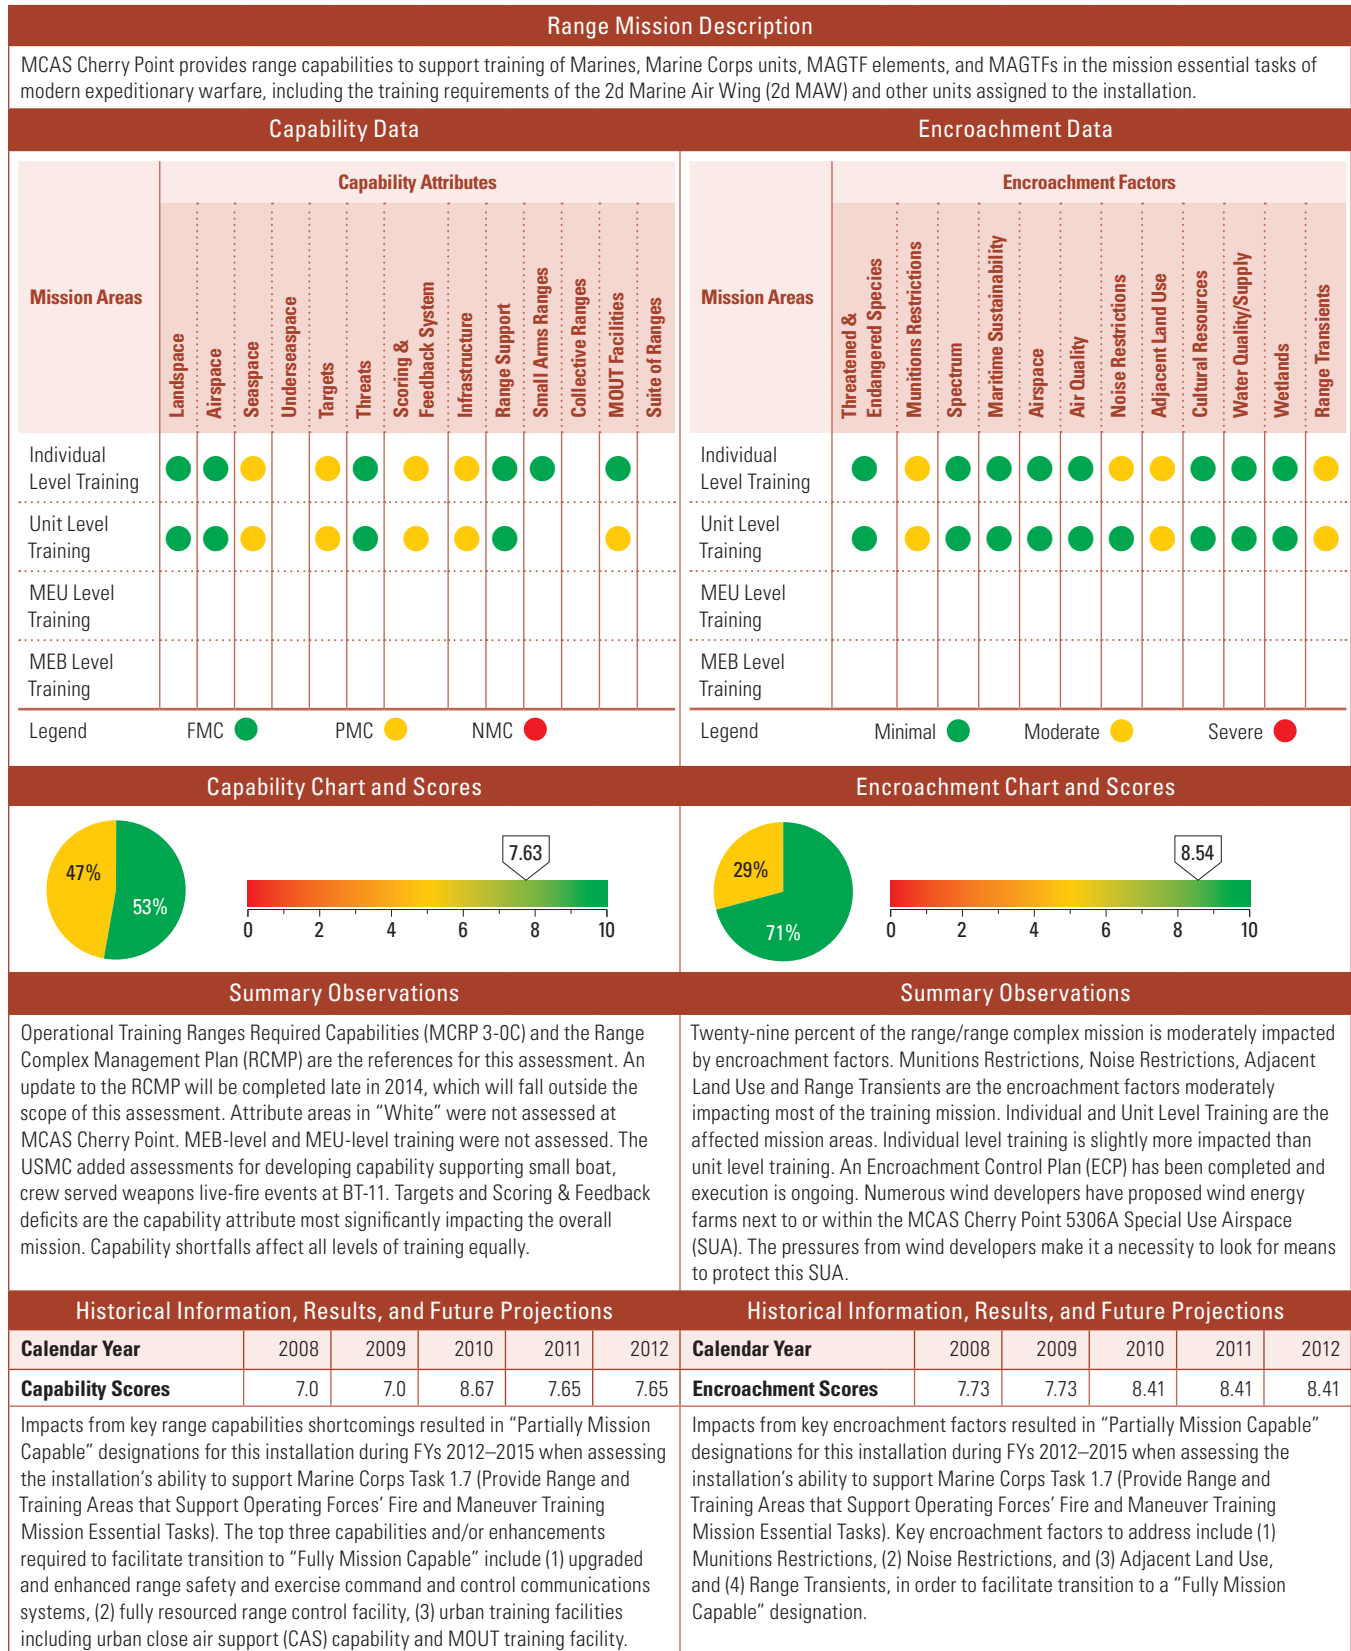 Range Mission Description
MCAS Cherry Point provides range capabilities to support training of Marines, Marine Corps units, MAGTF elements, and MAGTFs in the mission essential tasks of
modern expeditionary warfare, including the training requirements of the 2d Marine Air Wing (2d MAW) and other units assigned to the installation.
Capability Data
Mission Areas
Capability Attributes
Landspace
Airspace
Seaspace
Underseaspace
Targets
Threats
Scoring &
Feedback System
Infrastructure
Range Support
Small Arms Ranges
Collective Ranges
MOUT Facilities
Suite of Ranges
Individual
Level Training
Unit Level
Training
MEU Level
Training
MEB Level
Training
Legend FMC PMC NMC
Encroachment Data
Mission Areas
Encroachment Factors
Threatened &
Endangered Species
Munitions Restrictions
Spectrum
Maritime Sustainability
Airspace
Air Quality
Noise Restrictions
Adjacent Land Use
Cultural Resources
Water Quality/Supply
Wetlands
Range Transients
Individual
Level Training
Unit Level
Training
MEU Level
Training
MEB Level
Training
Legend Minimal Moderate Severe
Capability Chart and Scores
47%
53%
7.63
0 2 4 6 8 10
Encroachment Chart and Scores
29%
71%
8.54
0 2 4 6 8 10
Summary Observations
Operational Training Ranges Required Capabilities (MCRP 3-0C) and the Range
Complex Management Plan (RCMP) are the references for this assessment. An
update to the RCMP will be completed late in 2014, which will fall outside the
scope of this assessment. Attribute areas in “White” were not assessed at
MCAS Cherry Point. MEB-level and MEU-level training were not assessed. The
USMC added assessments for developing capability supporting small boat,
crew served weapons live-fire events at BT-11. Targets and Scoring & Feedback
deficits are the capability attribute most significantly impacting the overall
mission. Capability shortfalls affect all levels of training equally.
Summary Observations
Twenty-nine percent of the range/range complex mission is moderately impacted
by encroachment factors. Munitions Restrictions, Noise Restrictions, Adjacent
Land Use and Range Transients are the encroachment factors moderately
impacting most of the training mission. Individual and Unit Level Training are the
affected mission areas. Individual level training is slightly more impacted than
unit level training. An Encroachment Control Plan (ECP) has been completed and
execution is ongoing. Numerous wind developers have proposed wind energy
farms next to or within the MCAS Cherry Point 5306A Special Use Airspace
(SUA). The pressures from wind developers make it a necessity to look for means
to protect this SUA.
Historical Information, Results, and Future Projections
Calendar Year 2008 2009 2010 2011 2012
Capability Scores 7.0 7.0 8.67 7.65 7.65
Impacts from key range capabilities shortcomings resulted in “Partially Mission
Capable” designations for this installation during FYs 2012–2015 when assessing
the installation’s ability to support Marine Corps Task 1.7 (Provide Range and
Training Areas that Support Operating Forces’ Fire and Maneuver Training
Mission Essential Tasks). The top three capabilities and/or enhancements
required to facilitate transition to “Fully Mission Capable” include (1) upgraded
and enhanced range safety and exercise command and control communications
systems, (2) fully resourced range control facility, (3) urban training facilities
including urban close air support (CAS) capability and MOUT training facility.
Historical Information, Results, and Future Projections
Calendar Year 2008 2009 2010 2011 2012
Encroachment Scores 7.73 7.73 8.41 8.41 8.41
Impacts from key encroachment factors resulted in “Partially Mission Capable”
designations for this installation during FYs 2012–2015 when assessing the
installation’s ability to support Marine Corps Task 1.7 (Provide Range and
Training Areas that Support Operating Forces’ Fire and Maneuver Training
Mission Essential Tasks). Key encroachment factors to address include (1)
Munitions Restrictions, (2) Noise Restrictions, and (3) Adjacent Land Use,
and (4) Range Transients, in order to facilitate transition to a “Fully Mission
Capable” designation.